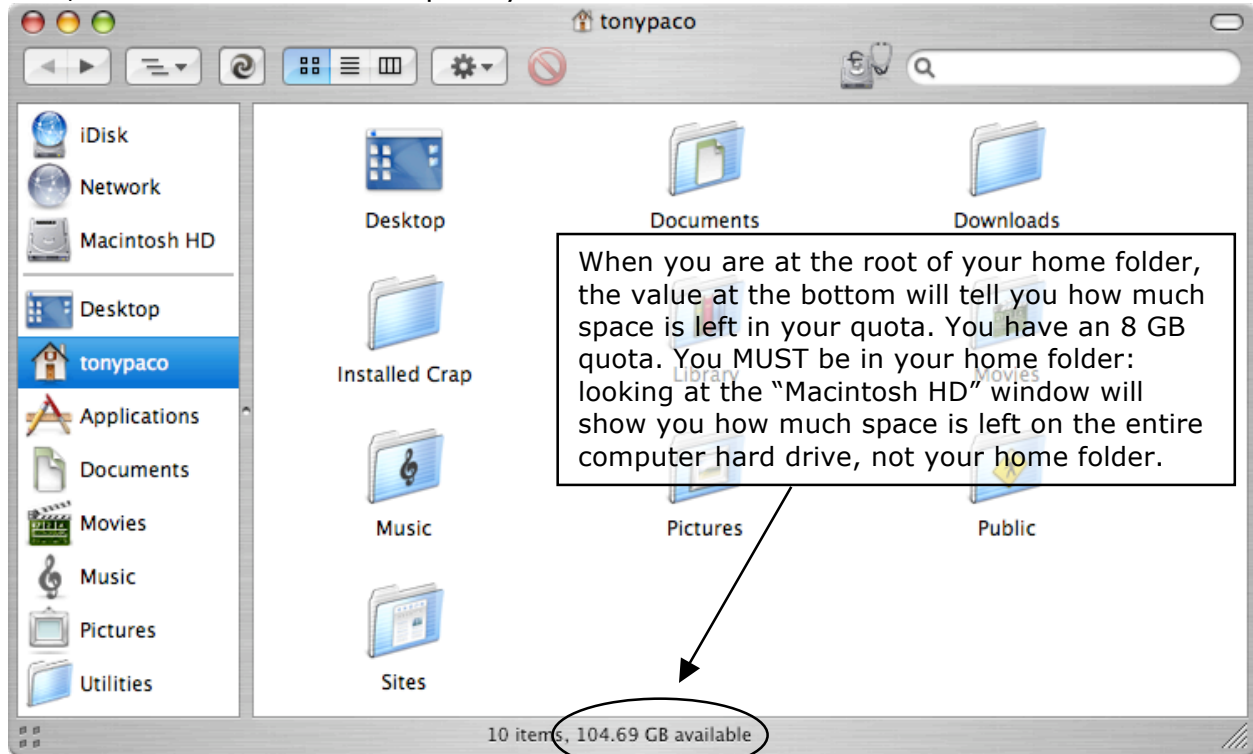 tonypaco
iDisk
Network
Macintosh HD
Desktop
tonypaco
Applications
Documents
Movies
Music
Pictures
Utilities
Desktop
Documents
Downloads
When you are at the root of your home folder,
the value at the bottom will tell you how much
space is left in your quota. You have an 8 GB
quota. You MUST be in your home folder:
looking at the “Macintosh HD” window will
show you how much space is left on the entire
computer hard drive, not your home folder.
Installed Crap
Library
Movies
Music
Pictures
Public
Sites
10 items, 104.69 GB available